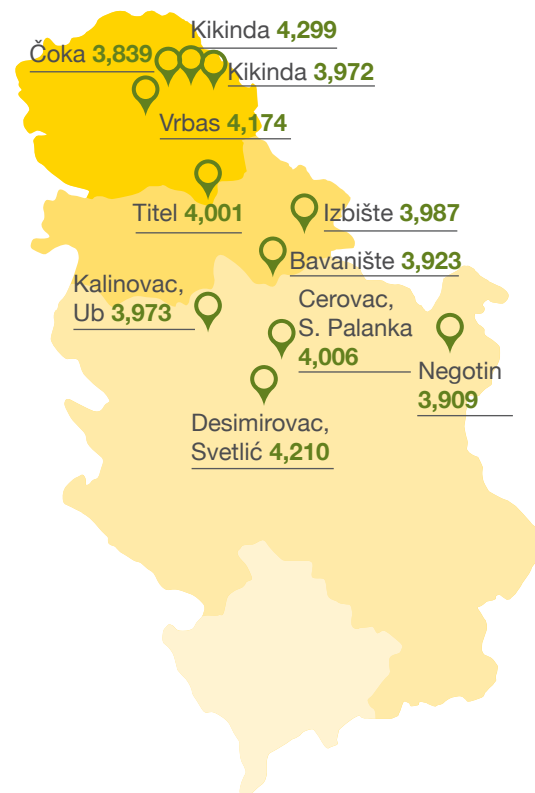 Kikinda 4,299
Čoka 3,839
Kikinda 3,972
Vrbas 4,174
Titel 4,001
Izbište 3,987
Bavanište 3,923
Kalinovac,
Ub 3,973
Cerovac,
S. Palanka
4,006
Negotin
3,909
Desimirovac,
Svetlić 4,210